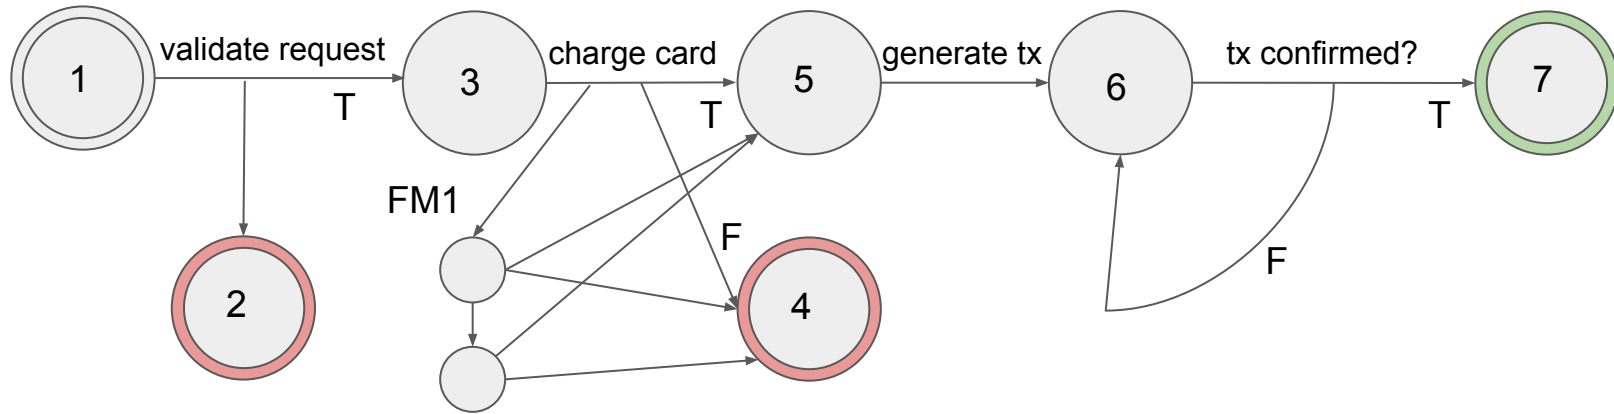 1
validate request
T
3
charge card
T
5
generate tx
6
tx confirmed?
T
7
FM1
F
F
2
4